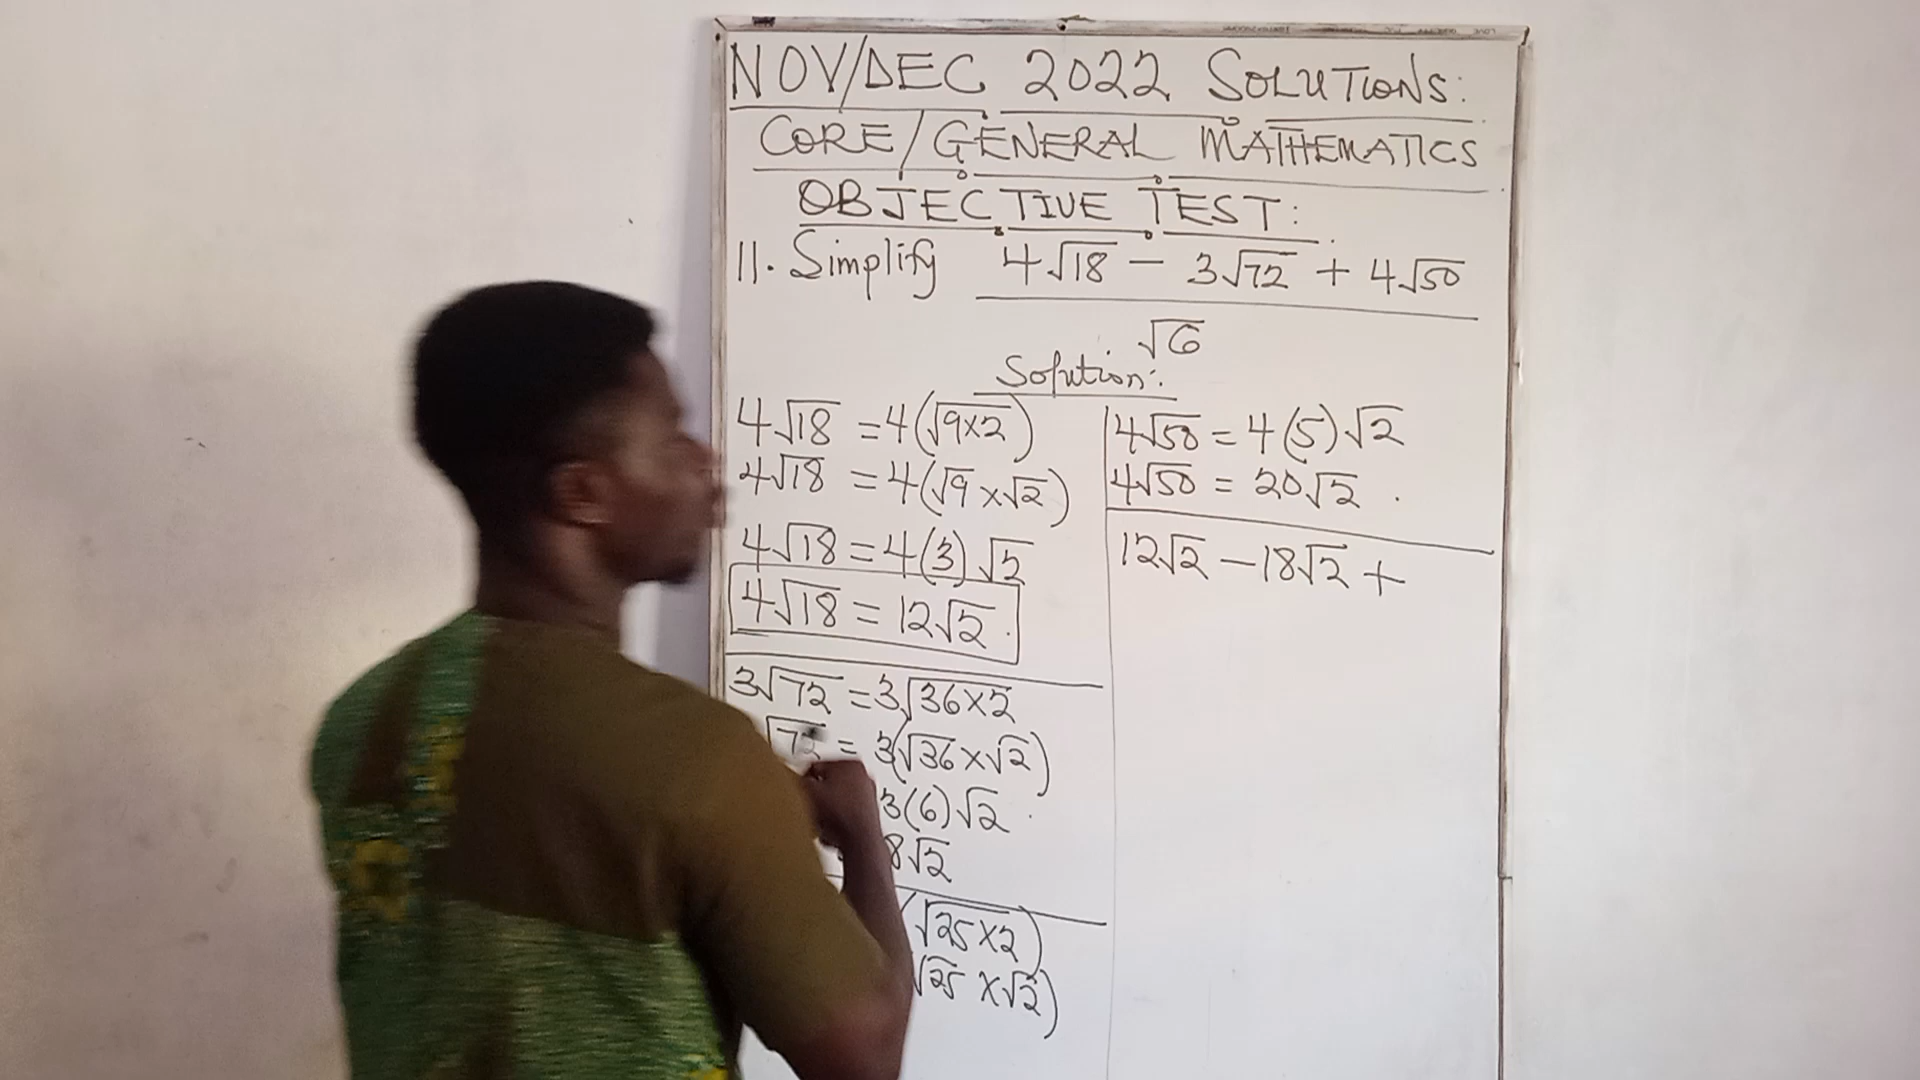 NOV/DEC 2022 SOLUTIONS:
CORE/GENERAL MATHEMATICS
OBJECTIVE TEST:
11. Simplify 4√18 - 3√72 + 4√50
√6
Solution:
4√18 = 4(√9×2)
4√18 = 4(√9 × √2)
4√18 = 4(3)√2
4√18 = 12√2.
3√72 = 3√36×2
√72 = 3(√36 × √2)
3(6)√2.
8√2
(√25×2)
√25 × √2)
4√50 = 4(5)√2
4√50 = 20√2.
12√2 - 18√2 +